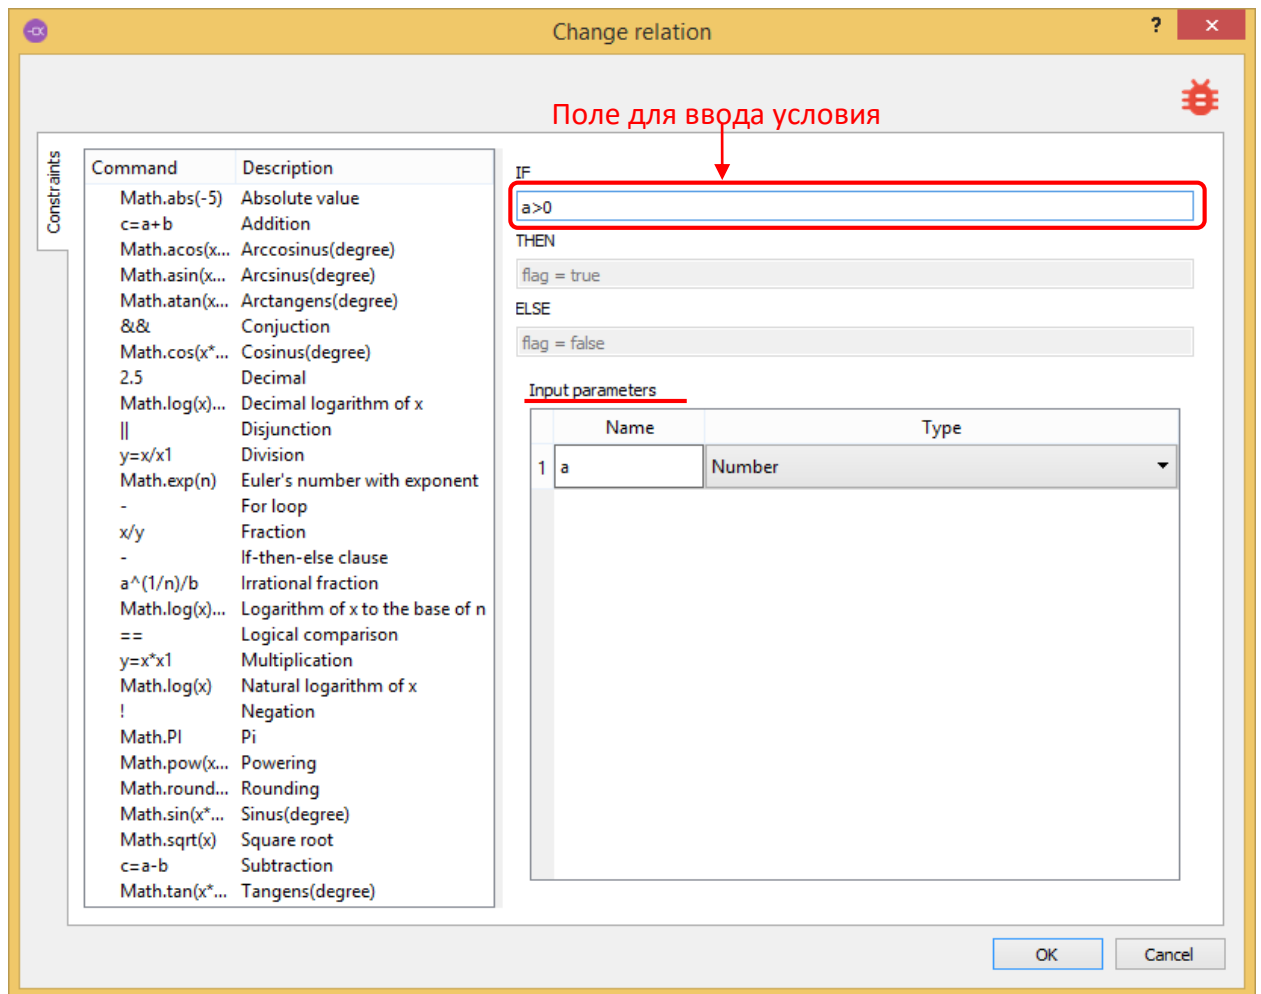 -cx
Change relation
?
Поле для ввода условия
Constraints
Command Description
Math.abs(-5) Absolute value
c=a+b Addition
Math.acos(x... Arccosinus(degree)
Math.asin(x... Arcsinus(degree)
Math.atan(x... Arctangens(degree)
&& Conjuction
Math.cos(x*... Cosinus(degree)
2.5 Decimal
Math.log(x)... Decimal logarithm of x
|| Disjunction
y=x/x1 Division
Math.exp(n) Euler's number with exponent
- For loop
x/y Fraction
- If-then-else clause
a^(1/n)/b Irrational fraction
Math.log(x)... Logarithm of x to the base of n
== Logical comparison
y=x*x1 Multiplication
Math.log(x) Natural logarithm of x
! Negation
Math.PI Pi
Math.pow(x... Powering
Math.round... Rounding
Math.sin(x*... Sinus(degree)
Math.sqrt(x) Square root
c=a-b Subtraction
Math.tan(x*... Tangens(degree)
IF
a>0
THEN
flag = true
ELSE
flag = false
Input parameters
Name Type
1 a Number
OK Cancel